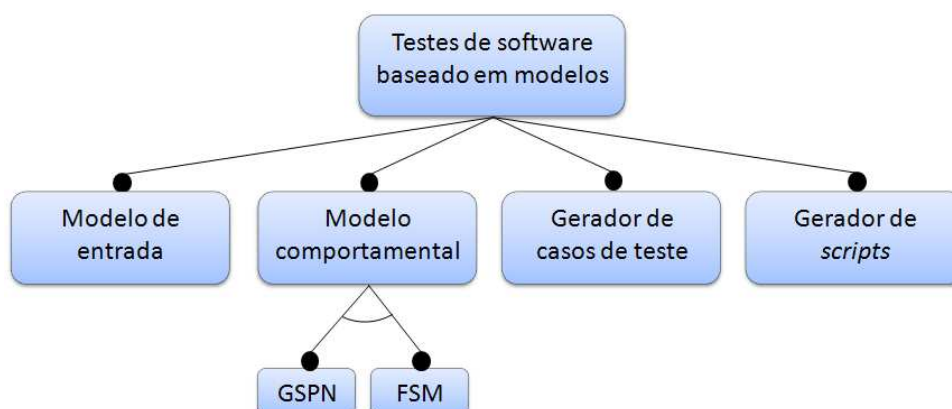 Testes de software
baseado em modelos
Modelo de
entrada
Modelo
comportamental
Gerador de
casos de teste
Gerador de
scripts
GSPN
FSM